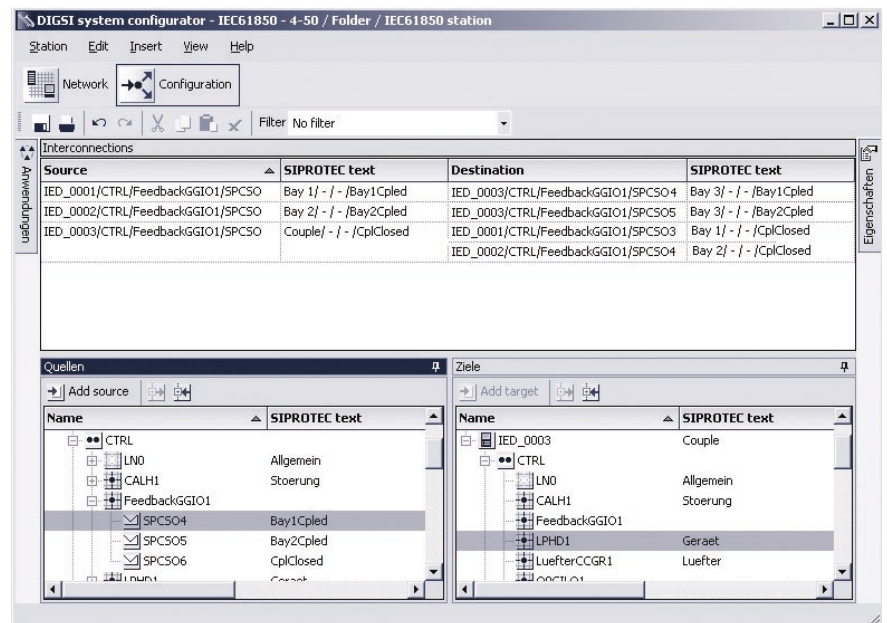 DIGSI system configurator - IEC61850 - 4-50 / Folder / IEC61850 station
Station Edit Insert View Help
Network Configuration
Filter No filter
Anwendungen
Interconnections
Eigenschaften
Source SIPROTEC text Destination SIPROTEC text
IED_0001/CTRL/FeedbackGGIO1/SPCSO Bay 1/ - / - /Bay1Cpled IED_0003/CTRL/FeedbackGGIO1/SPCSO4 Bay 3/ - / - /Bay1Cpled
IED_0002/CTRL/FeedbackGGIO1/SPCSO Bay 2/ - / - /Bay2Cpled IED_0003/CTRL/FeedbackGGIO1/SPCSO5 Bay 3/ - / - /Bay2Cpled
IED_0003/CTRL/FeedbackGGIO1/SPCSO Couple/ - / - /CplClosed IED_0001/CTRL/FeedbackGGIO1/SPCSO3 Bay 1/ - / - /CplClosed
IED_0002/CTRL/FeedbackGGIO1/SPCSO4 Bay 2/ - / - /CplClosed
Quellen
Add source
Name SIPROTEC text
CTRL
LN0 Allgemein
CALH1 Stoerung
FeedbackGGIO1
SPCSO4 Bay1Cpled
SPCSO5 Bay2Cpled
SPCSO6 CplClosed
LPHD1 Geraet
Ziele
Add target
Name SIPROTEC text
IED_0003 Couple
CTRL
LN0 Allgemein
CALH1 Stoerung
FeedbackGGIO1
LPHD1 Geraet
LuefterCCGR1 Luefter